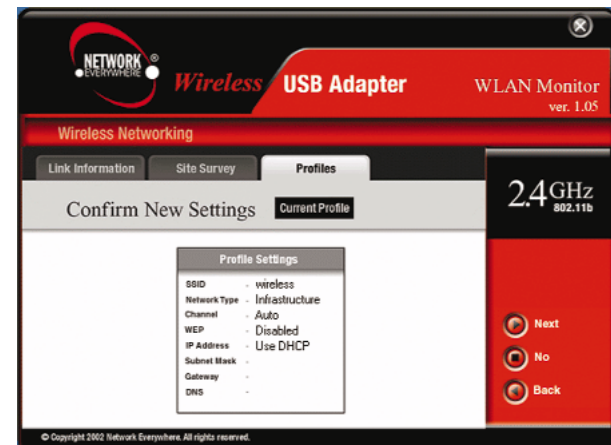 NETWORK ®
EVERYWHERE
Wireless USB Adapter
WLAN Monitor
ver. 1.05
Wireless Networking
Link Information Site Survey Profiles
2.4 GHz
802.11b
Confirm New Settings Current Profile
Profile Settings
SSID - wireless
Network Type - Infrastructure
Channel - Auto
WEP - Disabled
IP Address - Use DHCP
Subnet Mask -
Gateway -
DNS -
Next
No
Back
© Copyright 2002 Network Everywhere. All rights reserved.